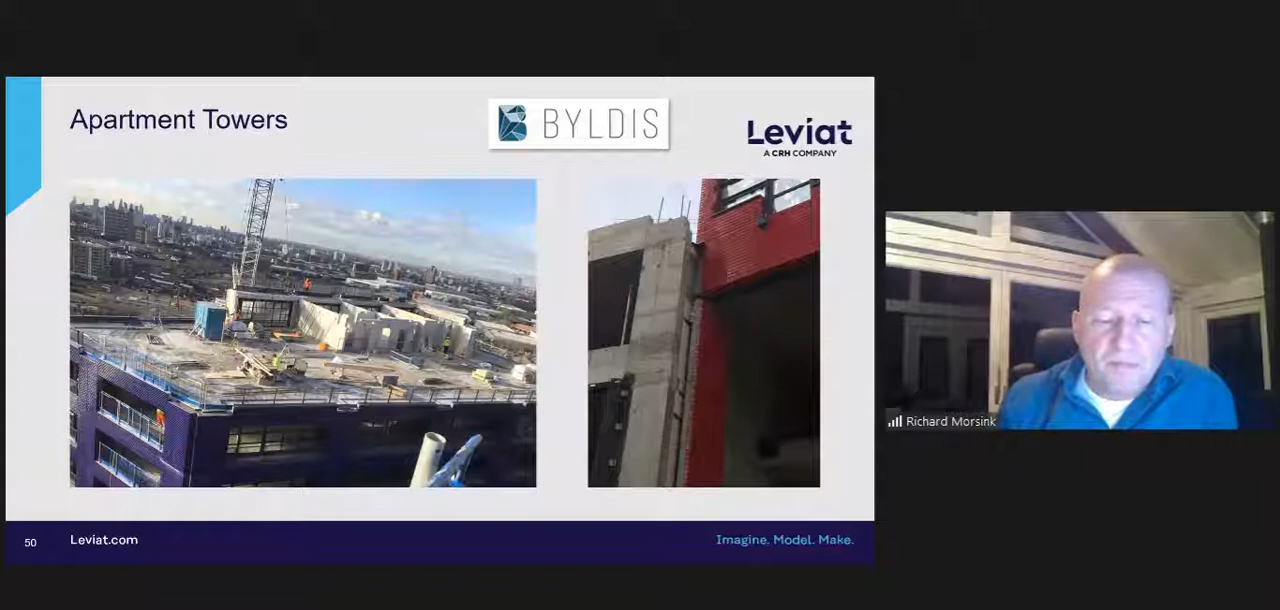 Apartment Towers
BYLDIS
Leviat
A CRH COMPANY
50
Leviat.com
Imagine. Model. Make.
Richard Morsink